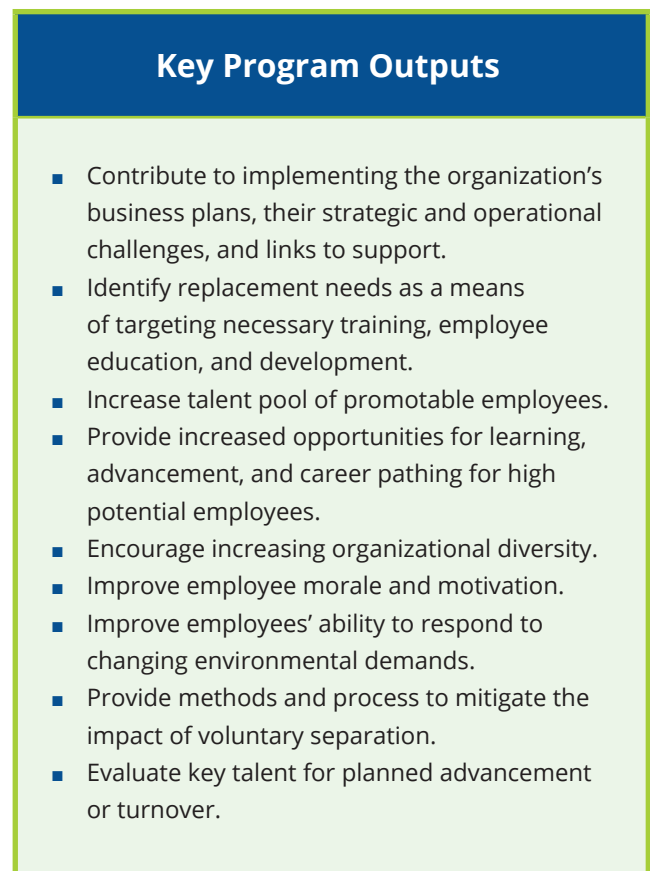 Key Program Outputs
■ Contribute to implementing the organization’s
business plans, their strategic and operational
challenges, and links to support.
■ Identify replacement needs as a means
of targeting necessary training, employee
education, and development.
■ Increase talent pool of promotable employees.
■ Provide increased opportunities for learning,
advancement, and career pathing for high
potential employees.
■ Encourage increasing organizational diversity.
■ Improve employee morale and motivation.
■ Improve employees’ ability to respond to
changing environmental demands.
■ Provide methods and process to mitigate the
impact of voluntary separation.
■ Evaluate key talent for planned advancement
or turnover.